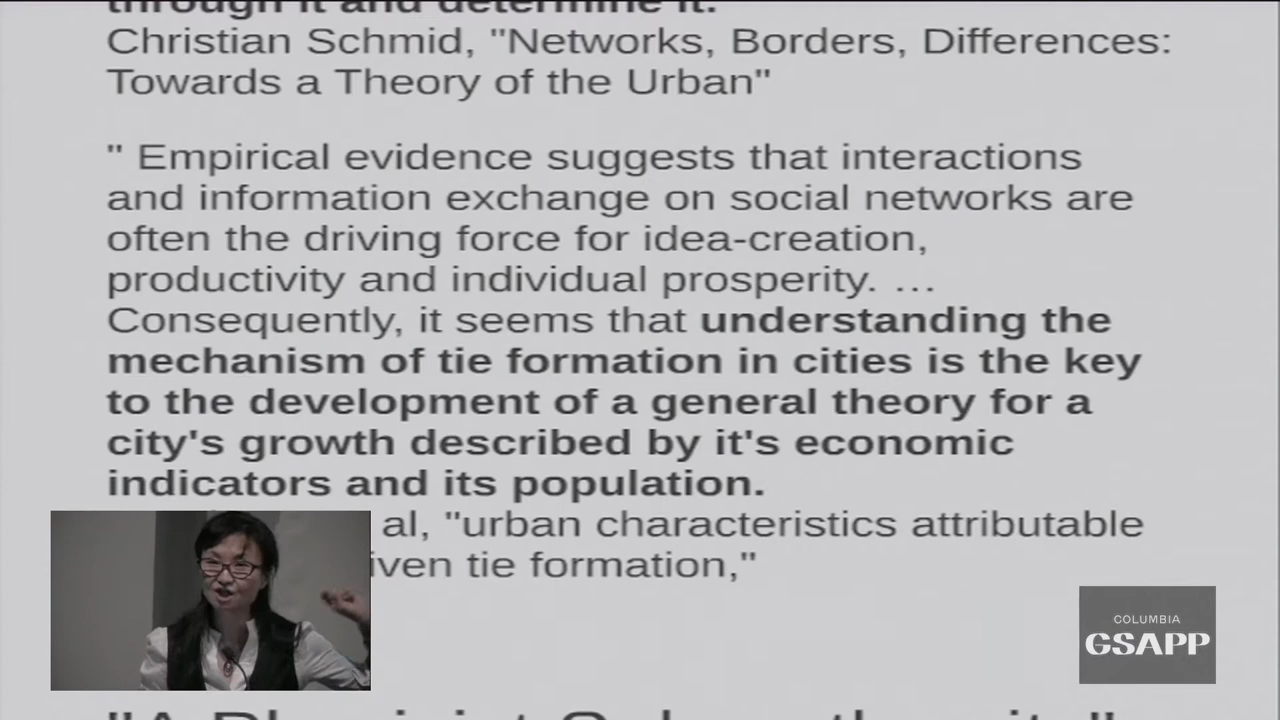 through it and determine it.
Christian Schmid, "Networks, Borders, Differences:
Towards a Theory of the Urban"
" Empirical evidence suggests that interactions
and information exchange on social networks are
often the driving force for idea-creation,
productivity and individual prosperity. …
Consequently, it seems that understanding the
mechanism of tie formation in cities is the key
to the development of a general theory for a
city's growth described by it's economic
indicators and its population.
al, "urban characteristics attributable
tie formation,"
COLUMBIA
GSAPP